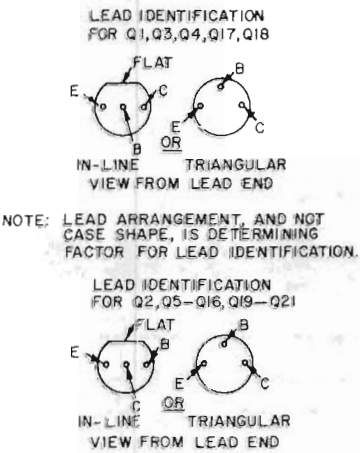 LEAD IDENTIFICATION
FOR Q1,Q3,Q4,Q17,Q18
FLAT
E
C
B
B
E
C
OR
IN-LINE TRIANGULAR
VIEW FROM LEAD END
NOTE: LEAD ARRANGEMENT, AND NOT
CASE SHAPE, IS DETERMINING
FACTOR FOR LEAD IDENTIFICATION.
LEAD IDENTIFICATION
FOR Q2,Q5-Q16,Q19-Q21
FLAT
E
B
C
B
E
C
OR
IN-LINE TRIANGULAR
VIEW FROM LEAD END